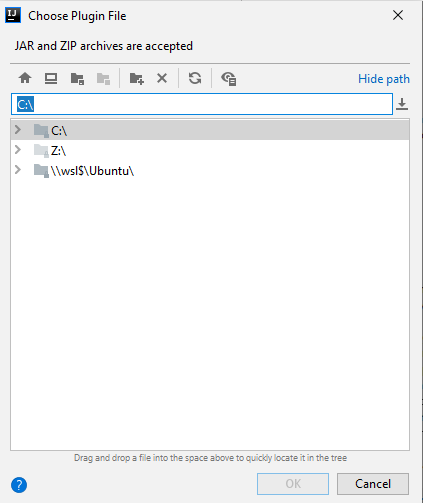 IJ Choose Plugin File
JAR and ZIP archives are accepted
Hide path
C:\
C:\
Z:\
\\wsl$\Ubuntu\
Drag and drop a file into the space above to quickly locate it in the tree
? OK Cancel